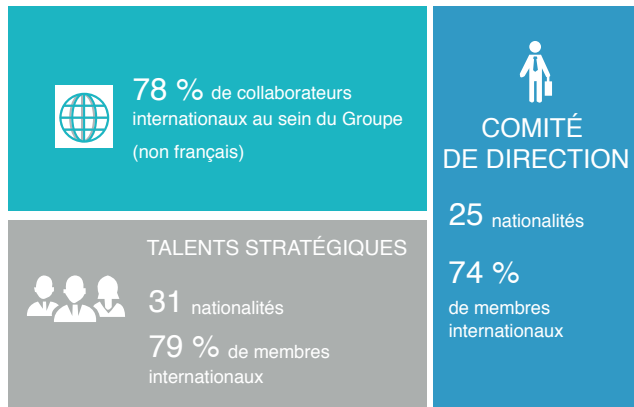 78 % de collaborateurs
internationaux au sein du Groupe
(non français)
TALENTS STRATÉGIQUES
31 nationalités
79 % de membres
internationaux
COMITÉ
DE DIRECTION
25 nationalités
74 %
de membres
internationaux